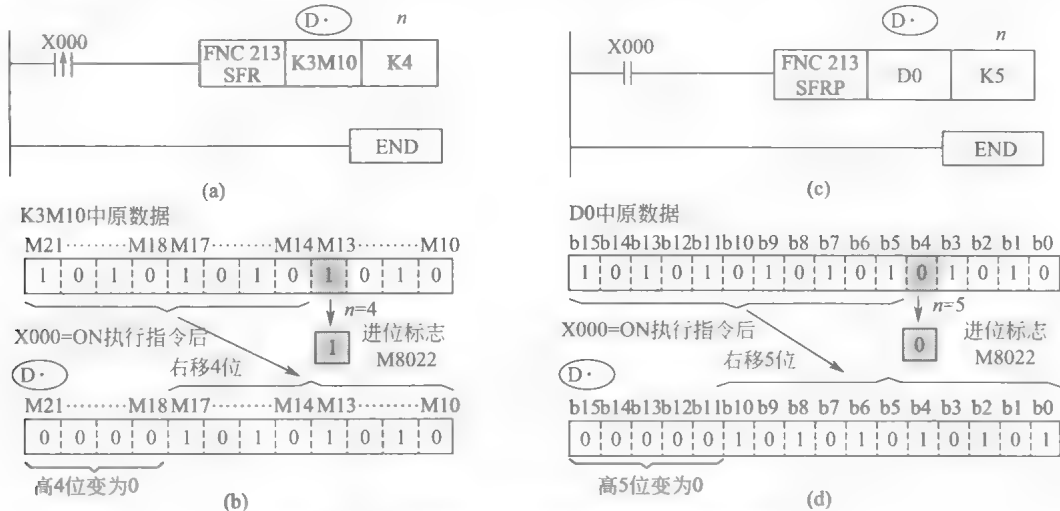 D·
n
X000
FNC 213
SFR
K3M10
K4
END
(a)
K3M10中原数据
M21········M18 M17········M14 M13········M10
1 0 1 0 1 0 1 0 1 0 1 0
n=4
X000=ON执行指令后
右移4位
1
进位标志
M8022
D·
M21········M18 M17········M14 M13········M10
0 0 0 0 1 0 1 0 1 0 1 0
高4位变为0
(b)
D·
n
X000
FNC 213
SFRP
D0
K5
END
(c)
D0中原数据
b15 b14 b13 b12 b11 b10 b9 b8 b7 b6 b5 b4 b3 b2 b1 b0
1 0 1 0 1 0 1 0 1 0 1 0 1 0 1 0
n=5
X000=ON执行指令后
右移5位
0
进位标志
M8022
D·
b15 b14 b13 b12 b11 b10 b9 b8 b7 b6 b5 b4 b3 b2 b1 b0
0 0 0 0 0 1 0 1 0 1 0 1 0 1 0 1
高5位变为0
(d)